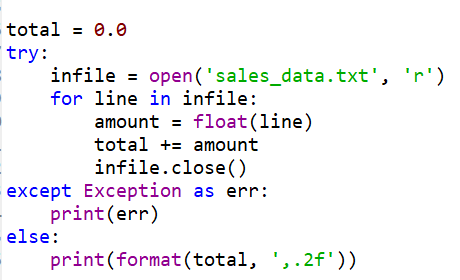 total = 0.0
try:
    infile = open('sales_data.txt', 'r')
    for line in infile:
        amount = float(line)
        total += amount
        infile.close()
except Exception as err:
    print(err)
else:
    print(format(total, ',.2f'))